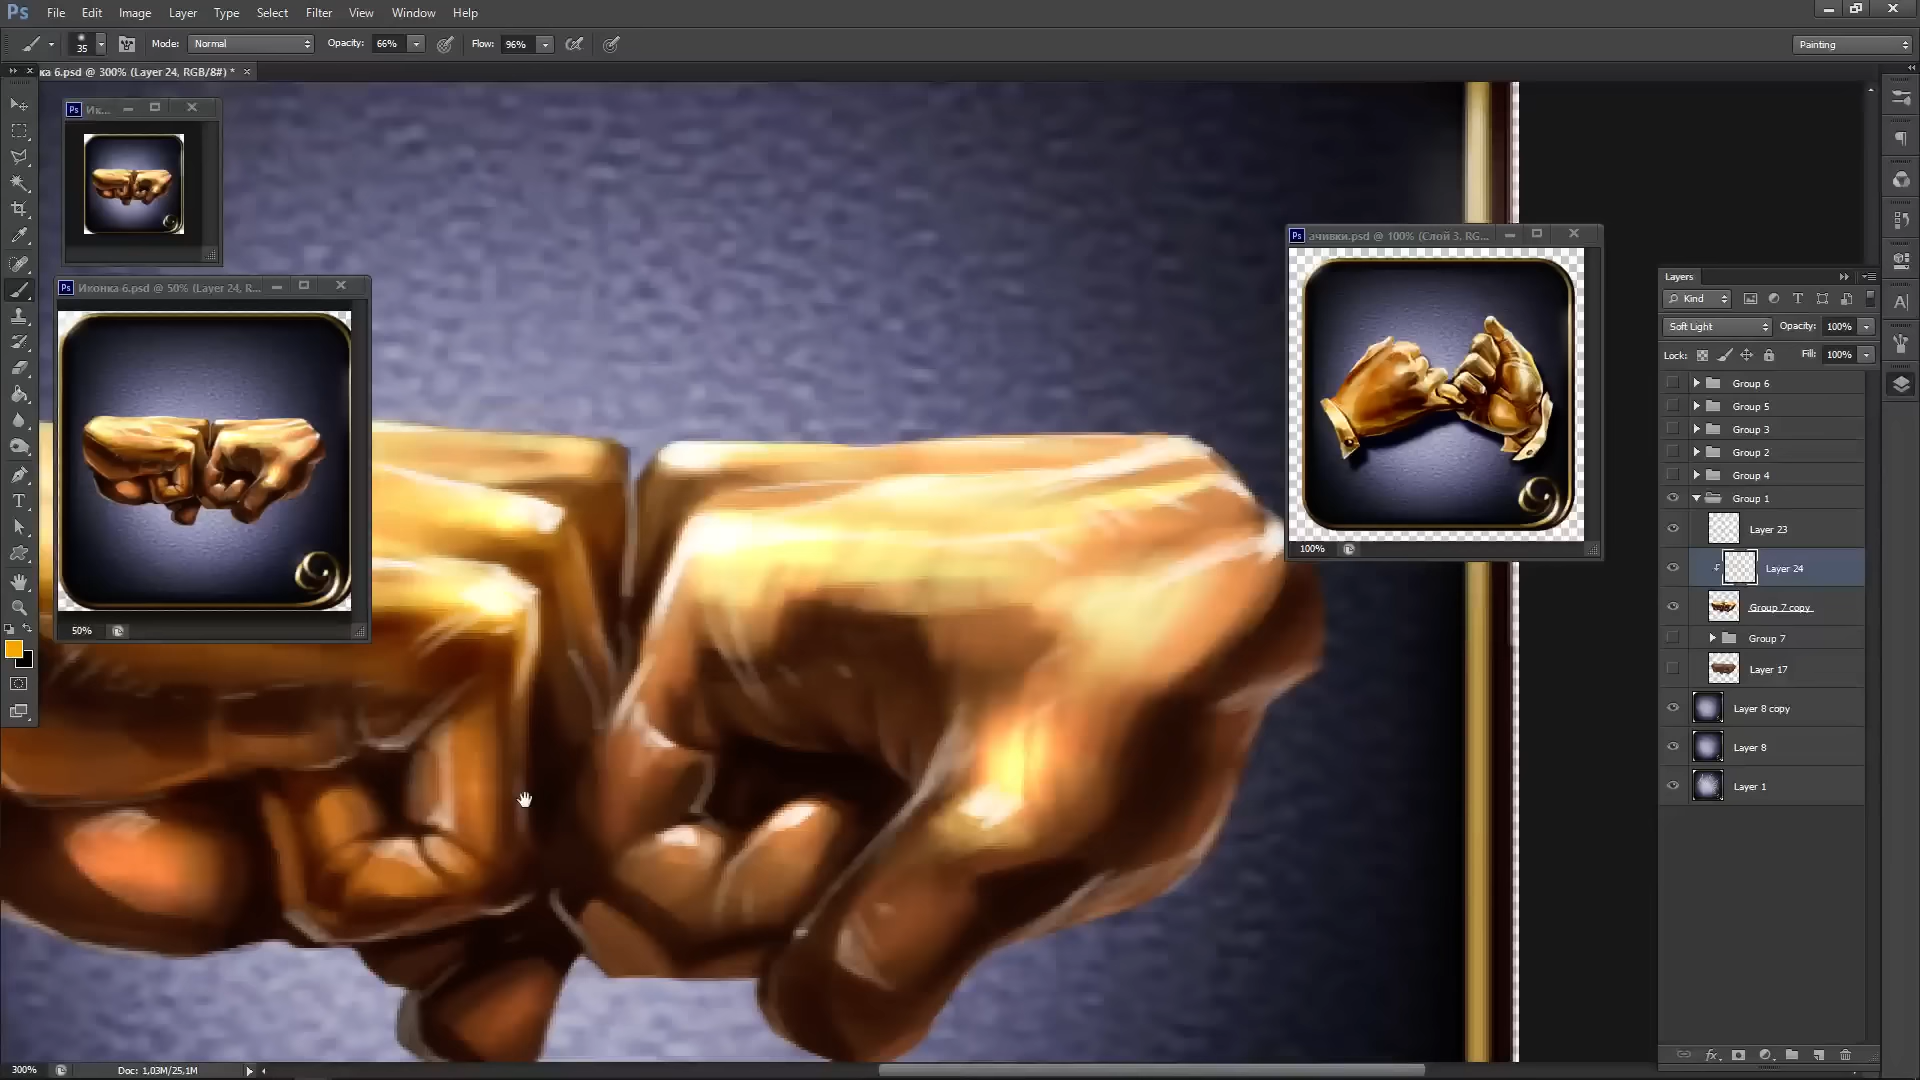 Ps File Edit Image Layer Type Select Filter View Window Help
35 Mode: Normal Opacity: 66% Flow: 96% Painting
ка 6.psd @ 300% (Layer 24, RGB/8#) * ×
Ps Ик...
Ps Иконка 6.psd @ 50% (Layer 24, R...
50%
Ps ачивки.psd @ 100% (Слой 3, RG...
100%
Layers
Kind
Soft Light Opacity: 100%
Lock: Fill: 100%
Group 6
Group 5
Group 3
Group 2
Group 4
Group 1
Layer 23
Layer 24
Group 7 copy
Group 7
Layer 17
Layer 8 copy
Layer 8
Layer 1
fx
300% Doc: 1,03M/25,1M